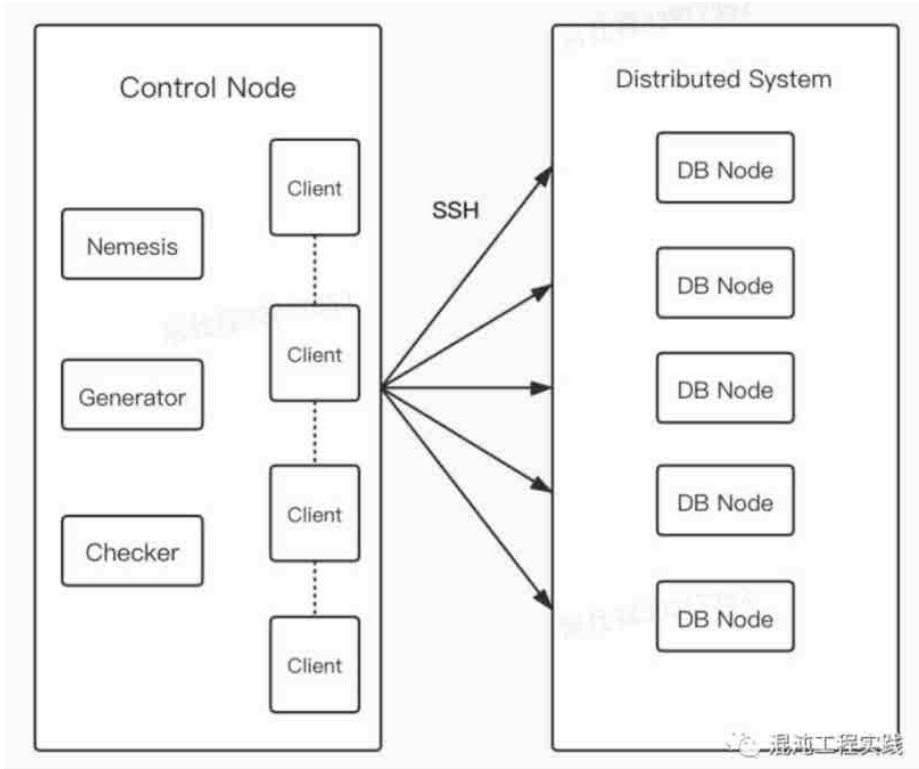 Control Node
Nemesis
Generator
Checker
Client
Client
Client
Client
SSH
Distributed System
DB Node
DB Node
DB Node
DB Node
DB Node
混沌工程实践